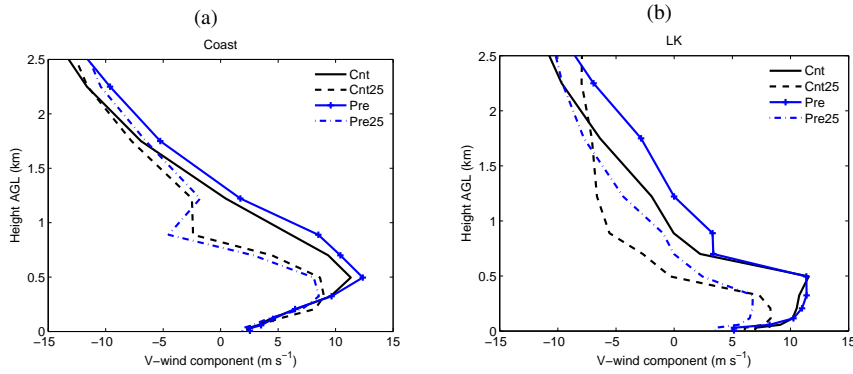 (a)
Coast
Cnt
Cnt25
Pre
Pre25
2.5
2
1.5
1
0.5
0
Height AGL (km)
−15 −10 −5 0 5 10 15
V−wind component (m s⁻¹)
(b)
LK
Cnt
Cnt25
Pre
Pre25
2.5
2
1.5
1
0.5
0
Height AGL (km)
−15 −10 −5 0 5 10 15
V−wind component (m s⁻¹)